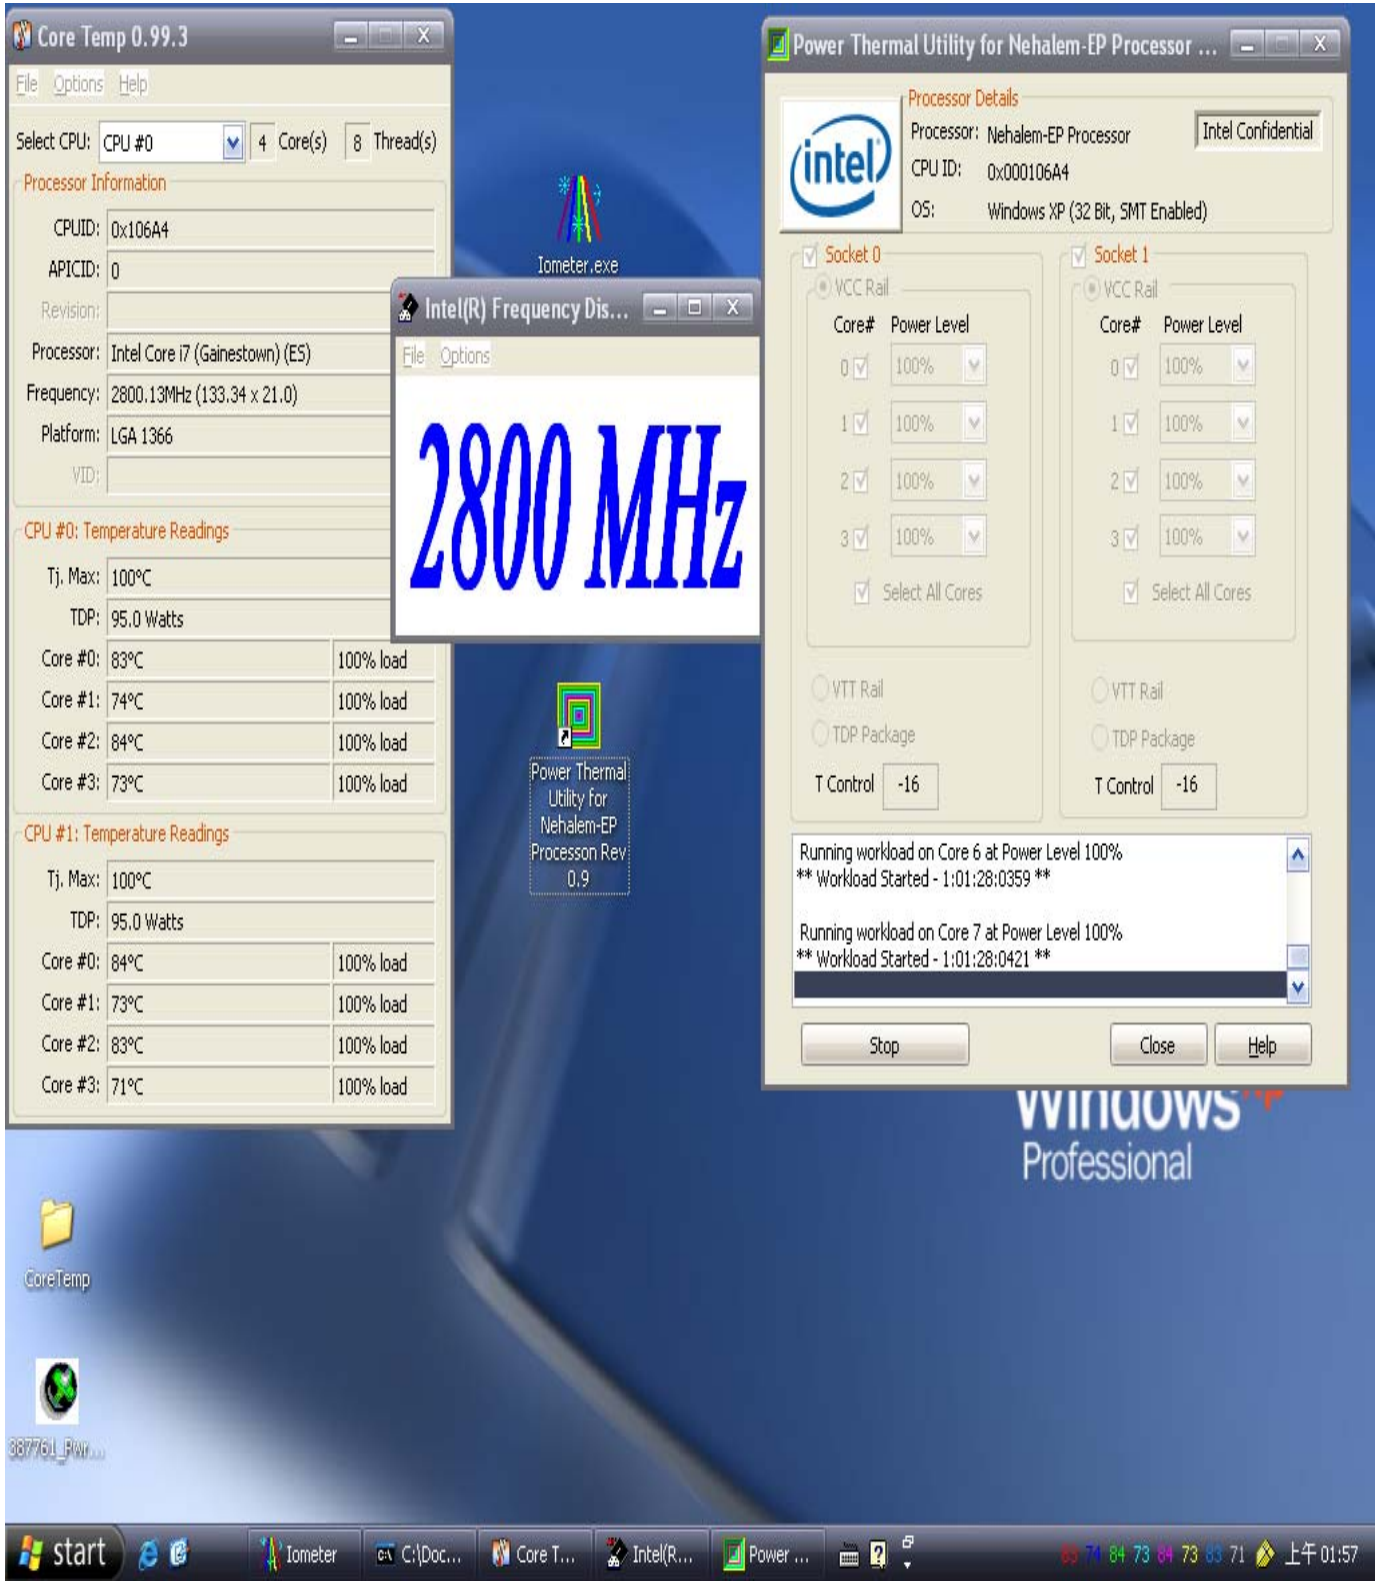 Core Temp 0.99.3
File Options Help
Select CPU: CPU #0 4 Core(s) 8 Thread(s)
Processor Information
CPUID: 0x106A4
APICID: 0
Revision:
Processor: Intel Core i7 (Gainestown) (ES)
Frequency: 2800.13MHz (133.34 x 21.0)
Platform: LGA 1366
VID:
CPU #0: Temperature Readings
Tj. Max: 100°C
TDP: 95.0 Watts
Core #0: 83°C 100% load
Core #1: 74°C 100% load
Core #2: 84°C 100% load
Core #3: 73°C 100% load
CPU #1: Temperature Readings
Tj. Max: 100°C
TDP: 95.0 Watts
Core #0: 84°C 100% load
Core #1: 73°C 100% load
Core #2: 83°C 100% load
Core #3: 71°C 100% load
Iometer.exe
Intel(R) Frequency Dis...
File Options
2800 MHz
Power Thermal
Utility for
Nehalem-EP
Processon Rev
0.9
Power Thermal Utility for Nehalem-EP Processor ...
intel
Processor Details
Processor: Nehalem-EP Processor
Intel Confidential
CPU ID: 0x000106A4
OS: Windows XP (32 Bit, SMT Enabled)
Socket 0
VCC Rail
Core# Power Level
0 100%
1 100%
2 100%
3 100%
Select All Cores
VTT Rail
TDP Package
T Control -16
Socket 1
VCC Rail
Core# Power Level
0 100%
1 100%
2 100%
3 100%
Select All Cores
VTT Rail
TDP Package
T Control -16
Running workload on Core 6 at Power Level 100%
** Workload Started - 1:01:28:0359 **
Running workload on Core 7 at Power Level 100%
** Workload Started - 1:01:28:0421 **
Stop Close Help
Windows xp
Professional
CoreTemp
387761_Pwr...
start Iometer C:\Doc... Core T... Intel(R... Power ... 83 74 84 73 84 73 83 71 上午 01:57